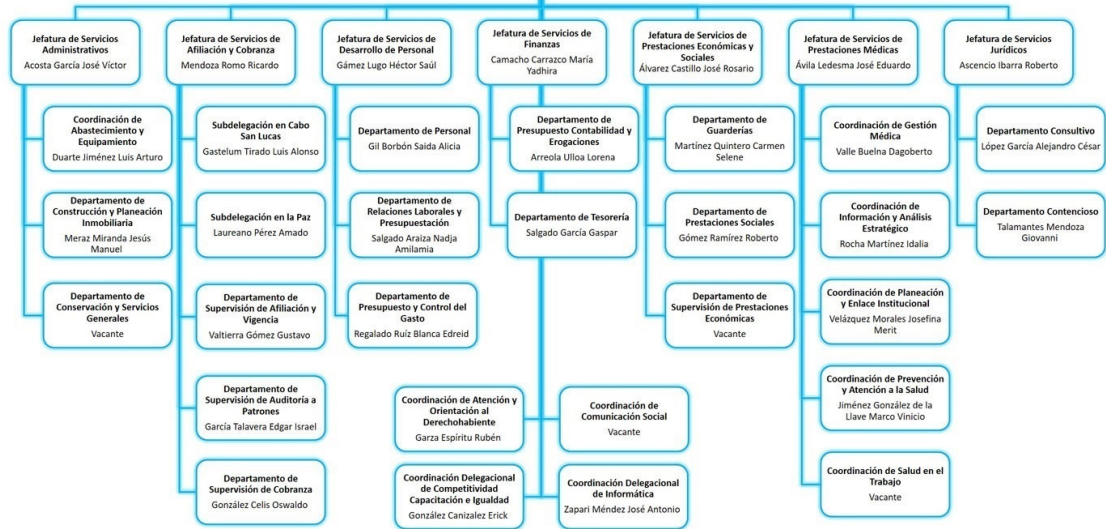 Jefatura de Servicios
Administrativos
Acosta García José Víctor
Jefatura de Servicios de
Afiliación y Cobranza
Mendoza Romo Ricardo
Jefatura de Servicios de
Desarrollo de Personal
Gámez Lugo Héctor Saúl
Jefatura de Servicios de
Finanzas
Camacho Carrazco María
Yadhira
Jefatura de Servicios de
Prestaciones Económicas y
Sociales
Álvarez Castillo José Rosario
Jefatura de Servicios de
Prestaciones Médicas
Ávila Ledesma José Eduardo
Jefatura de Servicios
Jurídicos
Ascencio Ibarra Roberto
Coordinación de
Abastecimiento y
Equipamiento
Duarte Jiménez Luis Arturo
Subdelegación en Cabo
San Lucas
Gastelum Tirado Luis Alonso
Departamento de Personal
Gil Borbón Saida Alicia
Departamento de
Presupuesto Contabilidad y
Erogaciones
Arreola Ulloa Lorena
Departamento de
Guarderías
Martínez Quintero Carmen
Selene
Coordinación de Gestión
Médica
Valle Buelna Dagoberto
Departamento Consultivo
López García Alejandro César
Departamento de
Construcción y Planeación
Inmobiliaria
Meraz Miranda Jesús
Manuel
Subdelegación en la Paz
Laureano Pérez Amado
Departamento de
Relaciones Laborales y
Presupuestación
Salgado Araiza Nadja
Amilamia
Departamento de Tesorería
Salgado García Gaspar
Departamento de
Prestaciones Sociales
Gómez Ramírez Roberto
Coordinación de
Información y Análisis
Estratégico
Rocha Martínez Idalia
Departamento Contencioso
Talamantes Mendoza
Giovanni
Departamento de
Conservación y Servicios
Generales
Vacante
Departamento de
Supervisión de Afiliación y
Vigencia
Valtierra Gómez Gustavo
Departamento de
Presupuesto y Control del
Gasto
Regalado Ruíz Blanca Edreid
Departamento de
Supervisión de Prestaciones
Económicas
Vacante
Coordinación de Planeación
y Enlace Institucional
Velázquez Morales Josefina
Merit
Departamento de
Supervisión de Auditoría a
Patrones
García Talavera Edgar Israel
Coordinación de Atención y
Orientación al
Derechohabiente
Garza Espíritu Rubén
Coordinación de
Comunicación Social
Vacante
Coordinación de Prevención
y Atención a la Salud
Jiménez González de la
Llave Marco Vinicio
Departamento de
Supervisión de Cobranza
González Celis Oswaldo
Coordinación Delegacional
de Competitividad
Capacitación e Igualdad
González Canizalez Erick
Coordinación Delegacional
de Informática
Zapari Méndez José Antonio
Coordinación de Salud en el
Trabajo
Vacante